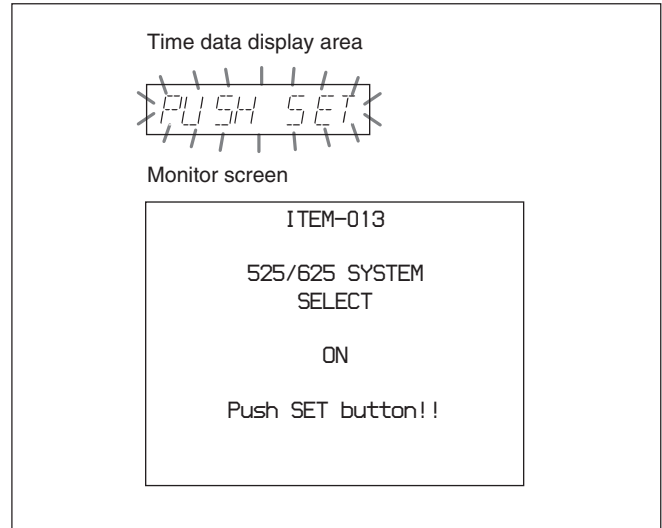 Time data display area
PUSH SET
Monitor screen
ITEM-013
525/625 SYSTEM
SELECT
ON
Push SET button!!